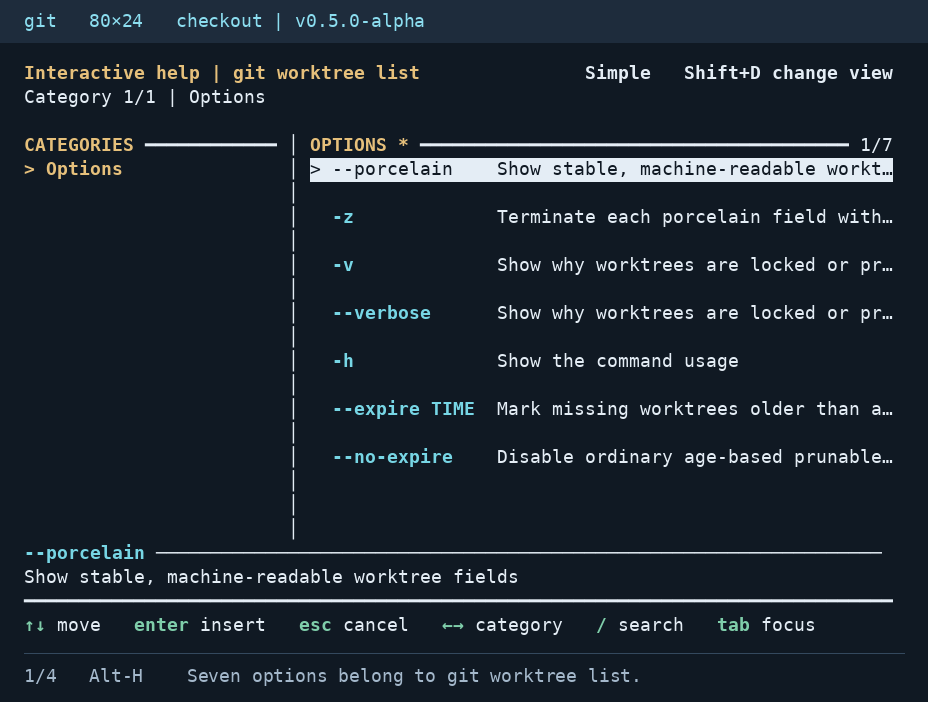 git   80×24   checkout | v0.5.0-alpha
Interactive help | git worktree list               Simple   Shift+D change view
Category 1/1 | Options
CATEGORIES ──────────── │ OPTIONS * ─────────────────────────────────────── 1/7
> Options               │ > --porcelain    Show stable, machine-readable workt…
-z             Terminate each porcelain field with…
-v             Show why worktrees are locked or pr…
--verbose      Show why worktrees are locked or pr…
-h             Show the command usage
--expire TIME  Mark missing worktrees older than a…
--no-expire    Disable ordinary age-based prunable…
--porcelain
Show stable, machine-readable worktree fields
↑↓ move   enter insert   esc cancel   ←→ category   / search   tab focus
1/4   Alt-H    Seven options belong to git worktree list.